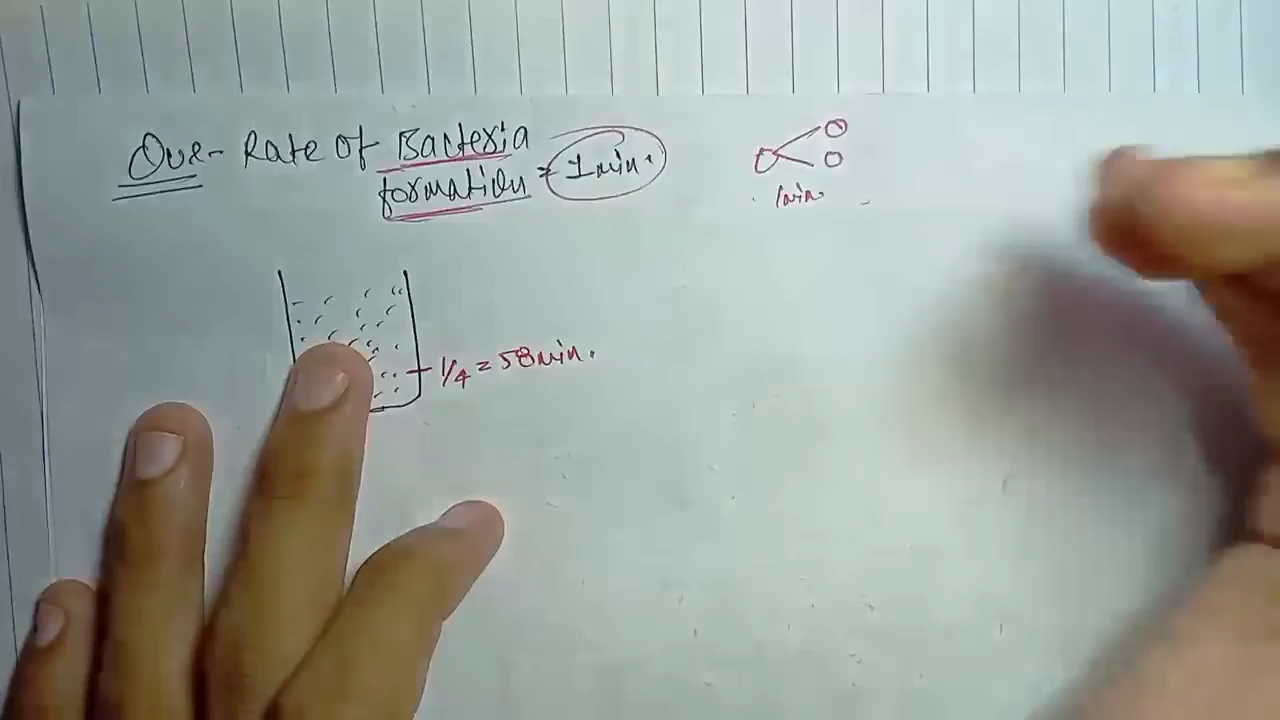 Que- Rate of Bacteria
formation = 1min.
1min.
1/4 = 58min.